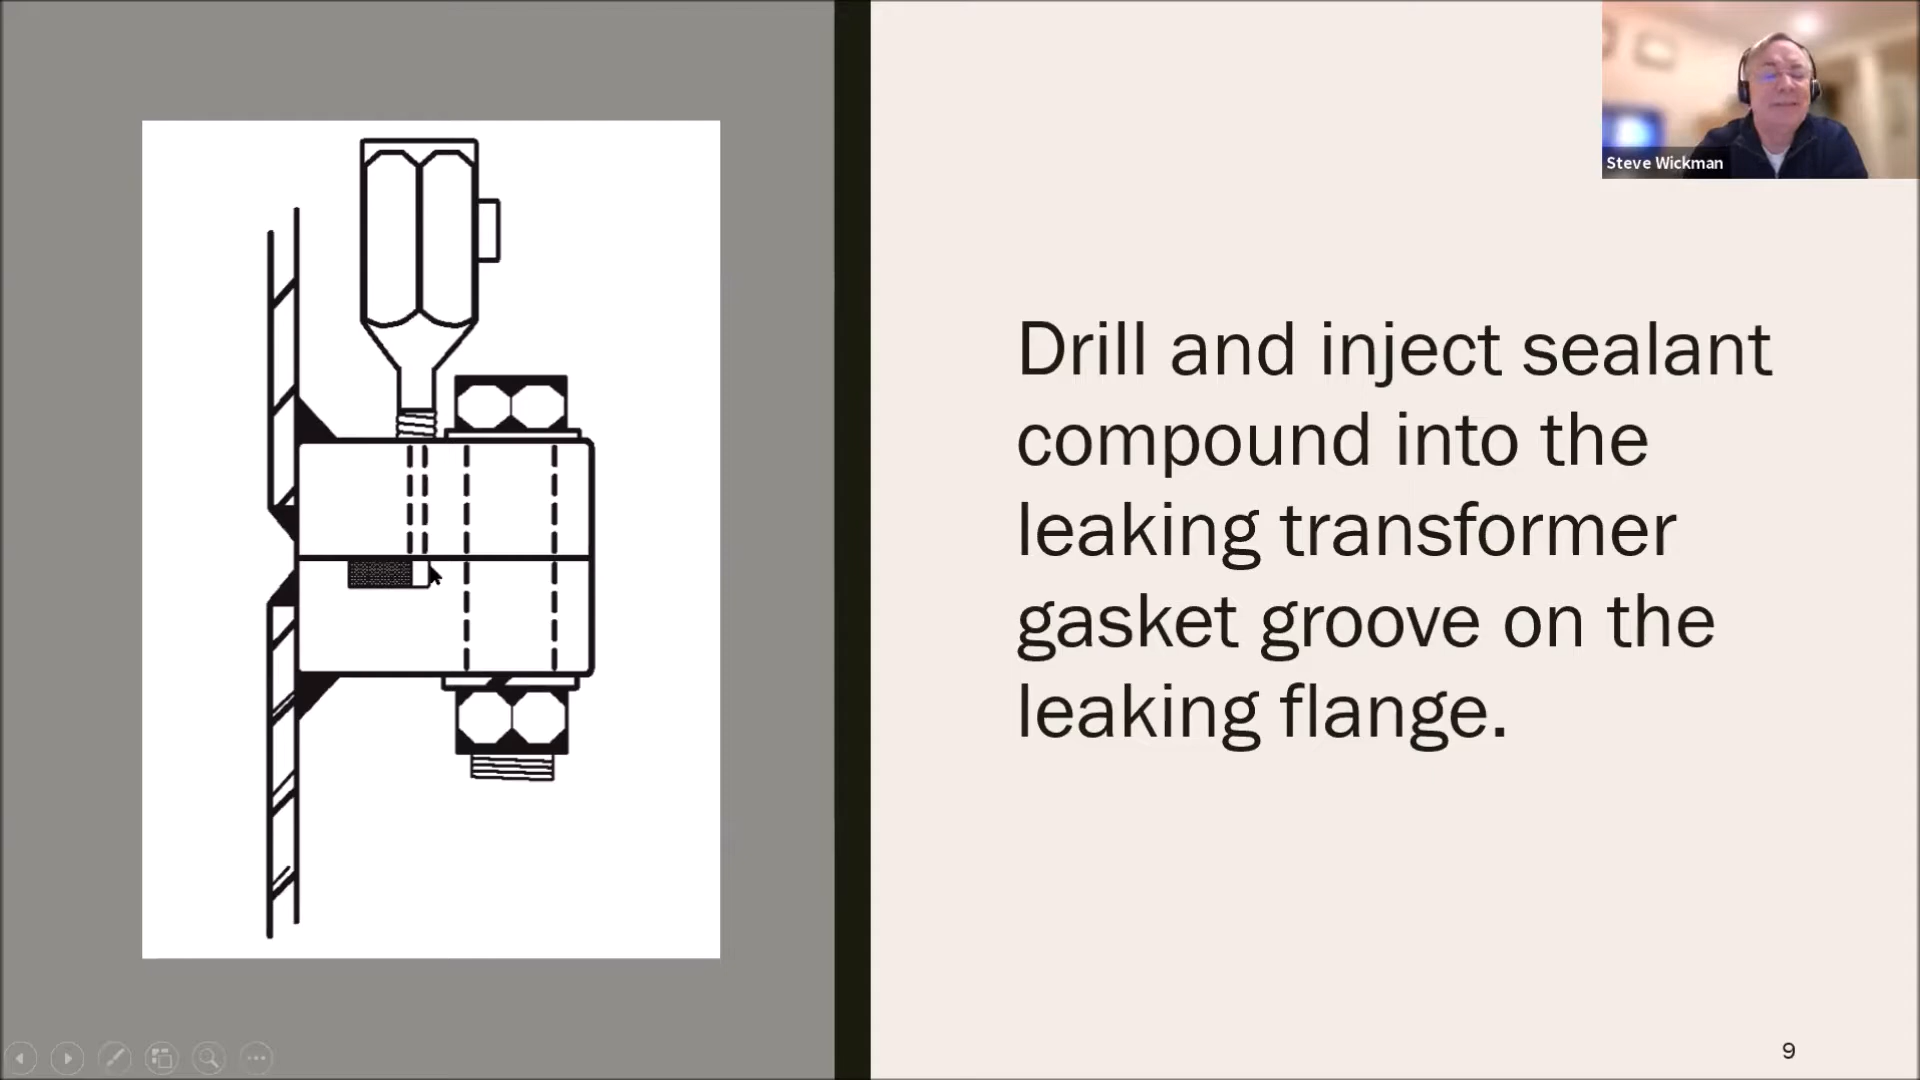 Steve Wickman
Drill and inject sealant
compound into the
leaking transformer
gasket groove on the
leaking flange.
9